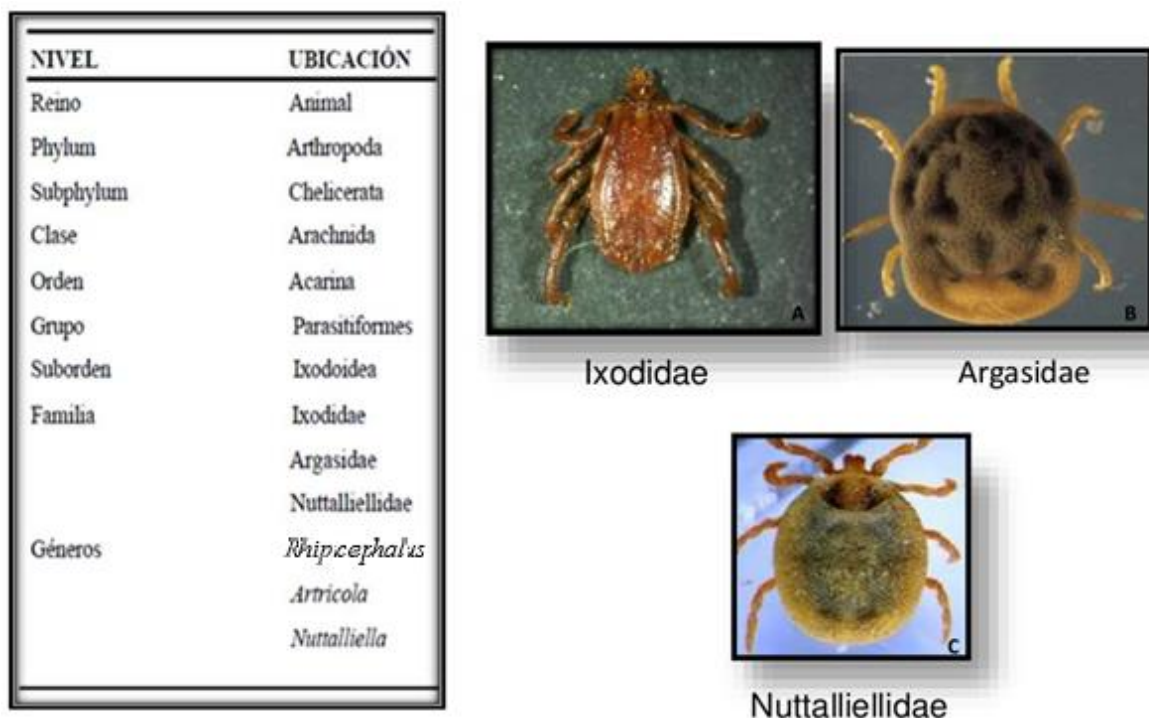 NIVEL UBICACIÓN
Reino Animal
Phylum Arthropoda
Subphylum Chelicerata
Clase Arachnida
Orden Acarina
Grupo Parasitiformes
Suborden Ixodoidea
Familia Ixodidae
Argasidae
Nuttalliellidae
Géneros Rhipicephalus
Artricola
Nuttalliella
A
Ixodidae
B
Argasidae
C
Nuttalliellidae